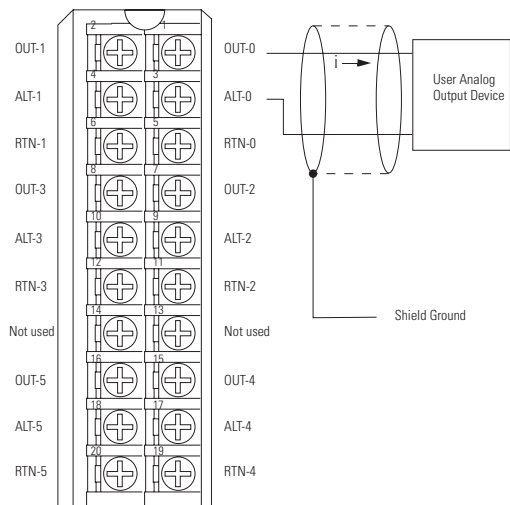 2 1
OUT-1 OUT-0
4 3
ALT-1 ALT-0
6 5
RTN-1 RTN-0
8 7
OUT-3 OUT-2
10 9
ALT-3 ALT-2
12 11
RTN-3 RTN-2
14 13
Not used Not used
16 15
OUT-5 OUT-4
18 17
ALT-5 ALT-4
20 19
RTN-5 RTN-4
i
User Analog
Output Device
Shield Ground